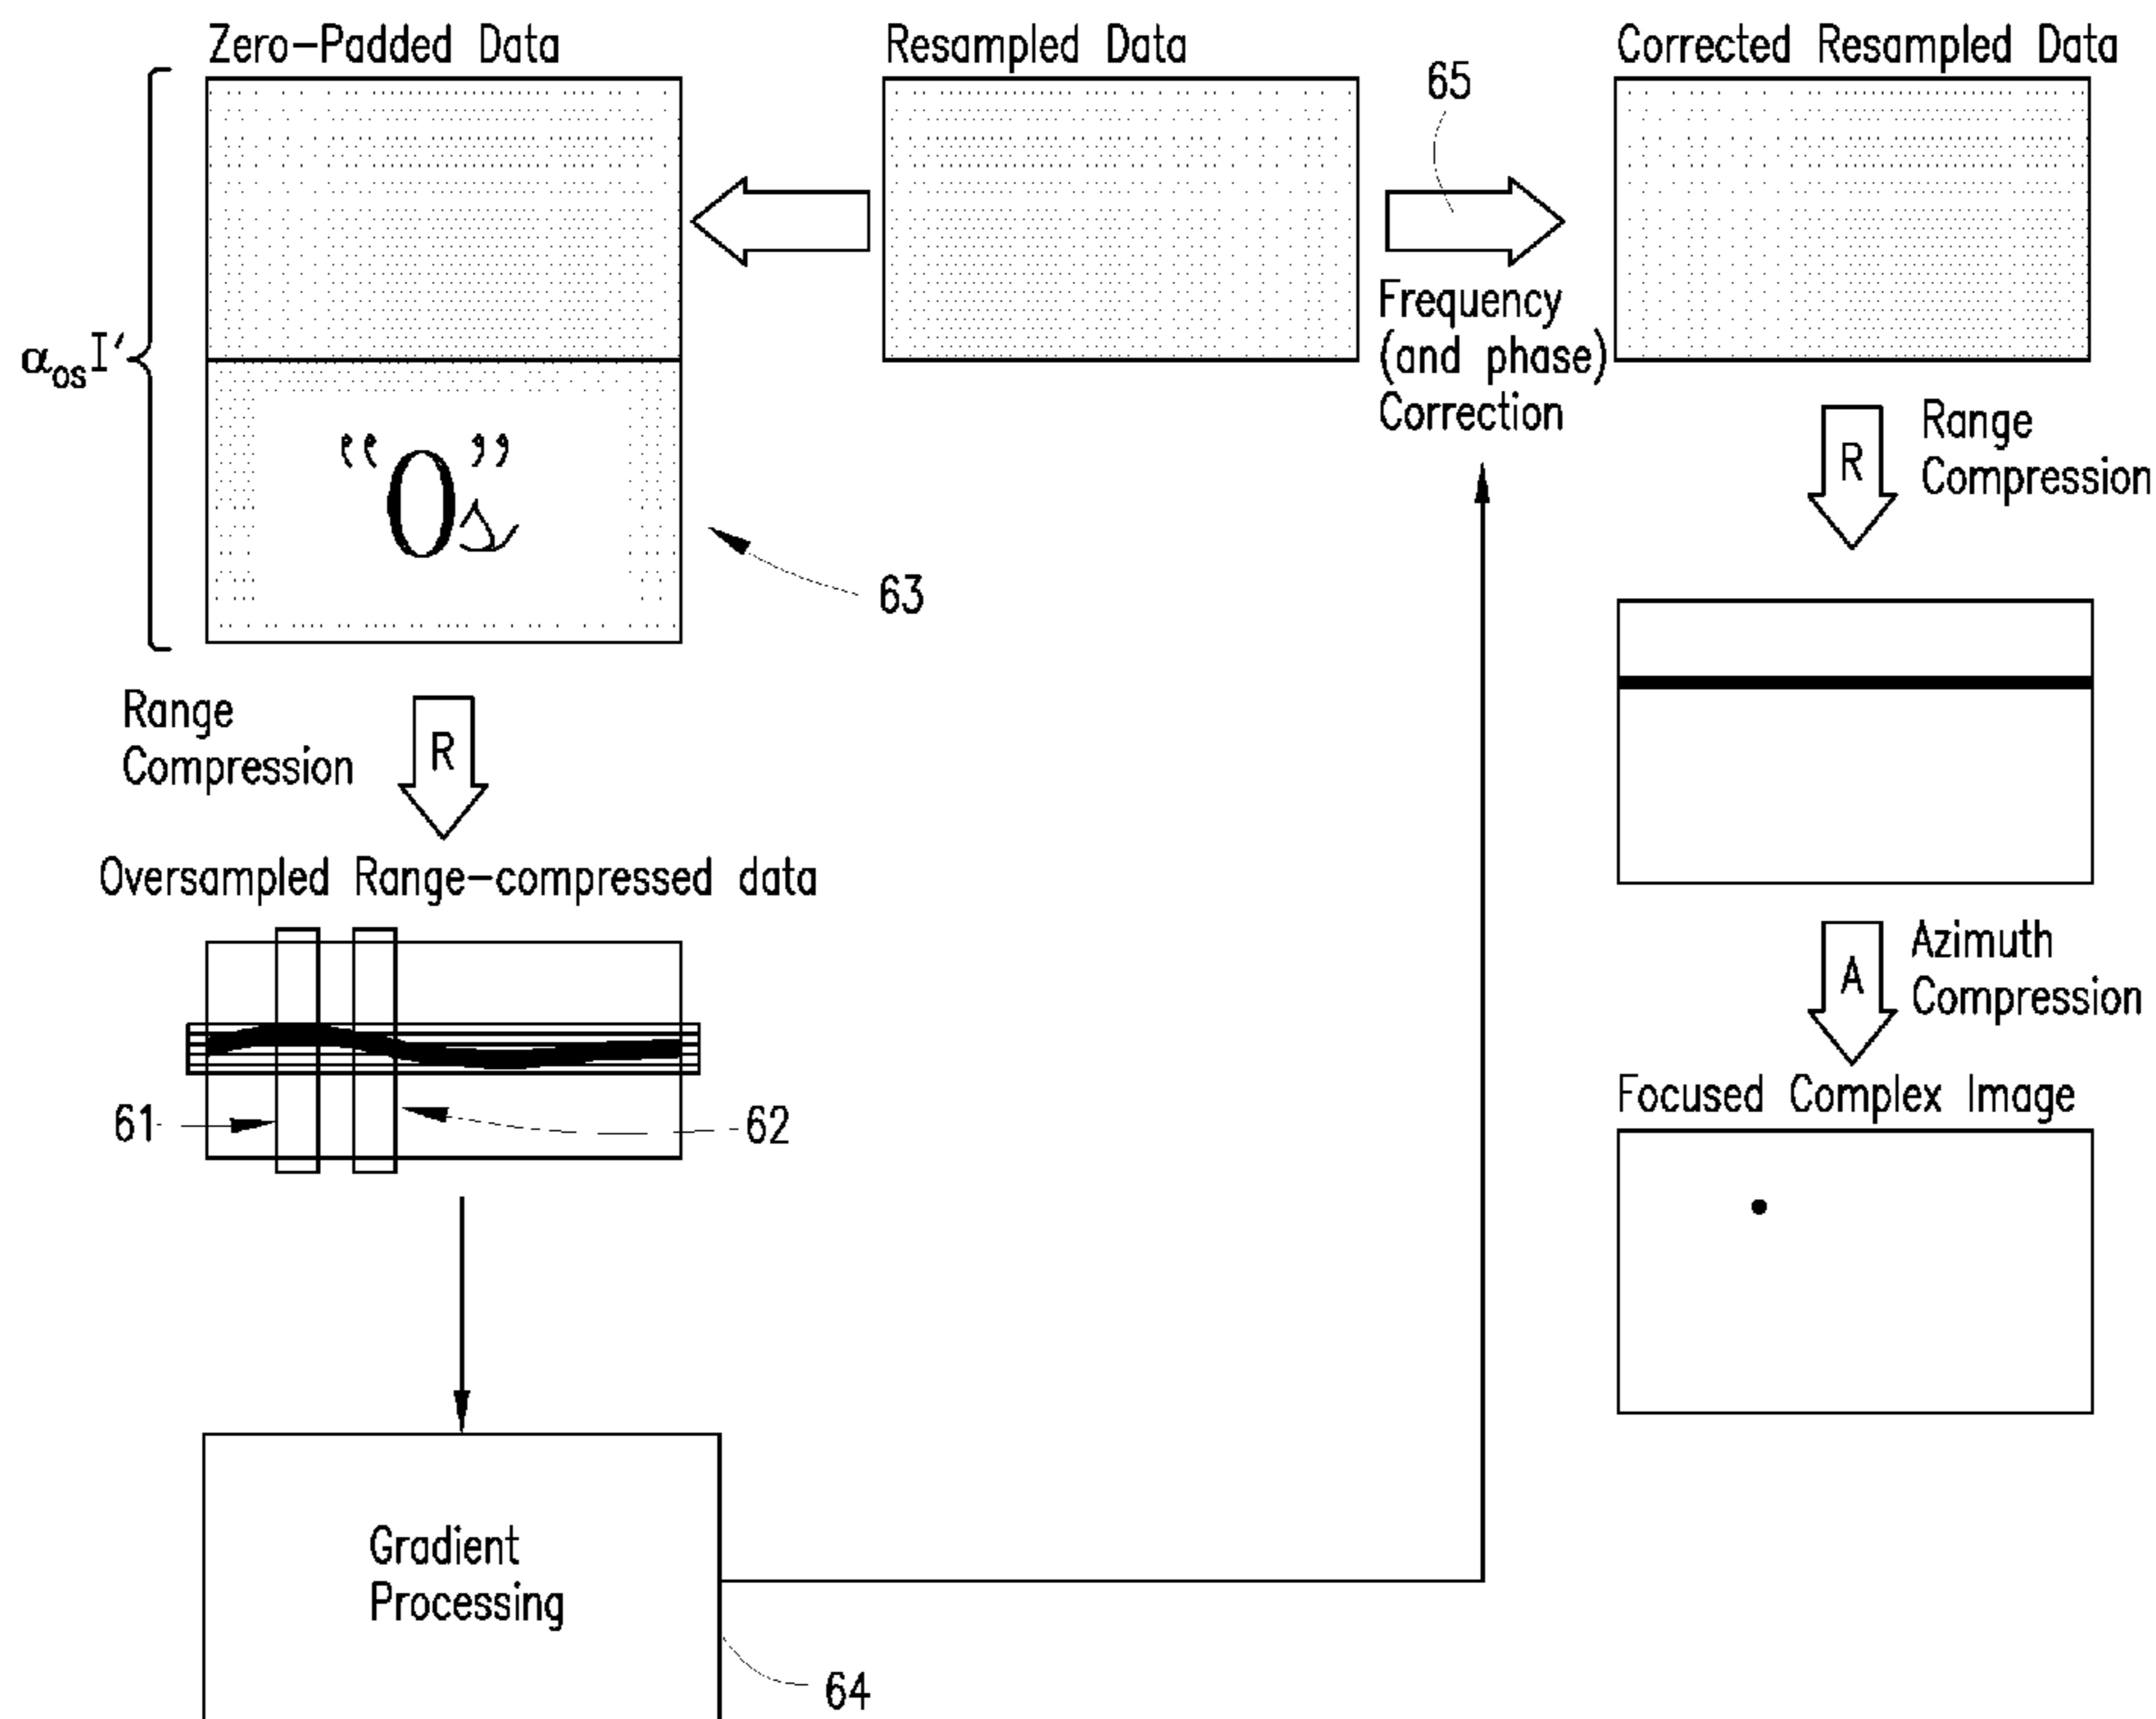 Zero-Padded Data
Resampled Data
Corrected Resampled Data
65
αosI′
Frequency
(and phase)
Correction
R
Range
Compression
“0’s”
63
Range
Compression
R
Oversampled Range-compressed data
A
Azimuth
Compression
61
62
Focused Complex Image
Gradient
Processing
64